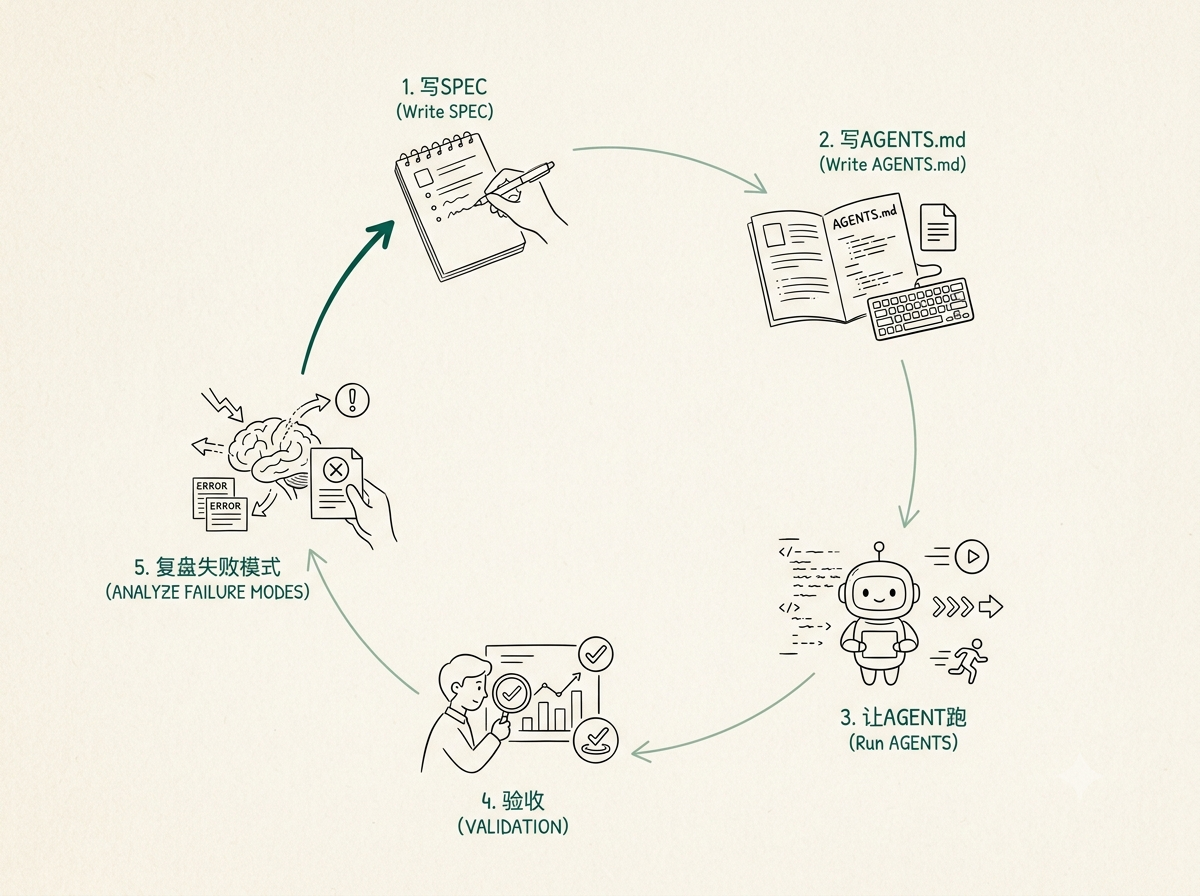 1. 写SPEC
(Write SPEC)
2. 写AGENTS.md
(Write AGENTS.md)
AGENTS.md
</
</>
3. 让AGENT跑
(Run AGENTS)
4. 验收
(VALIDATION)
ERROR
ERROR
5. 复盘失败模式
(ANALYZE FAILURE MODES)